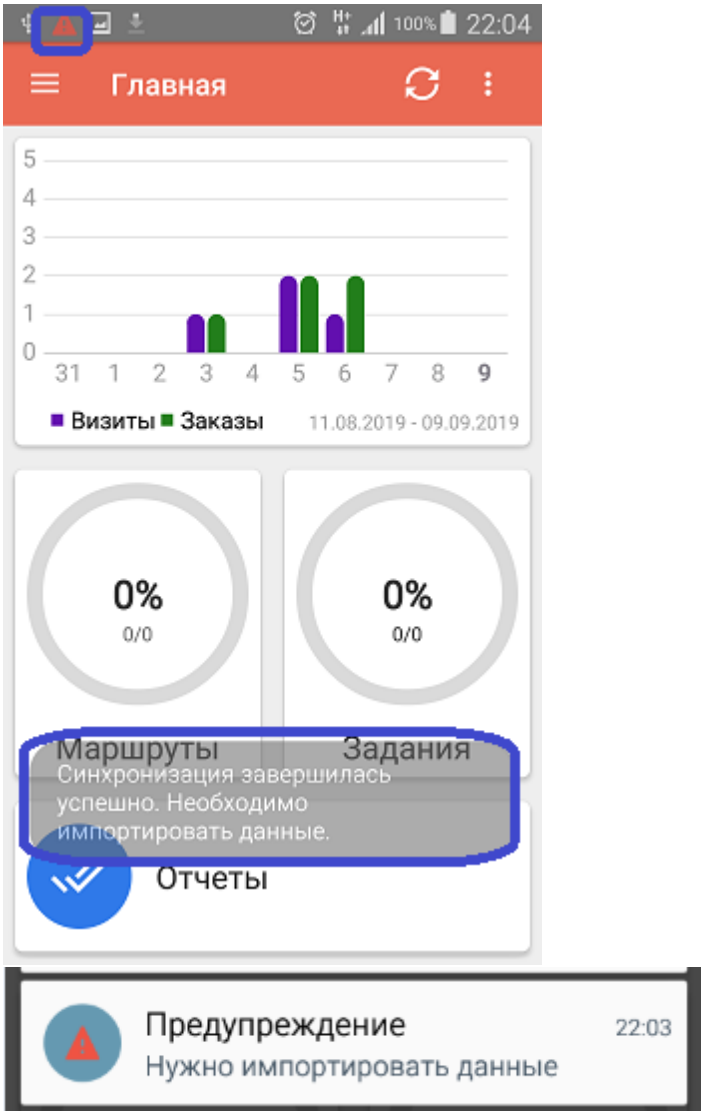 H+ 100% 22:04
Главная
5
4
3
2
1
0
31 1 2 3 4 5 6 7 8 9
Визиты Заказы 11.08.2019 - 09.09.2019
0% 0%
0/0 0/0
Маршруты Задания
Синхронизация завершилась
успешно. Необходимо
импортировать данные.
Отчеты
Предупреждение 22:03
Нужно импортировать данные